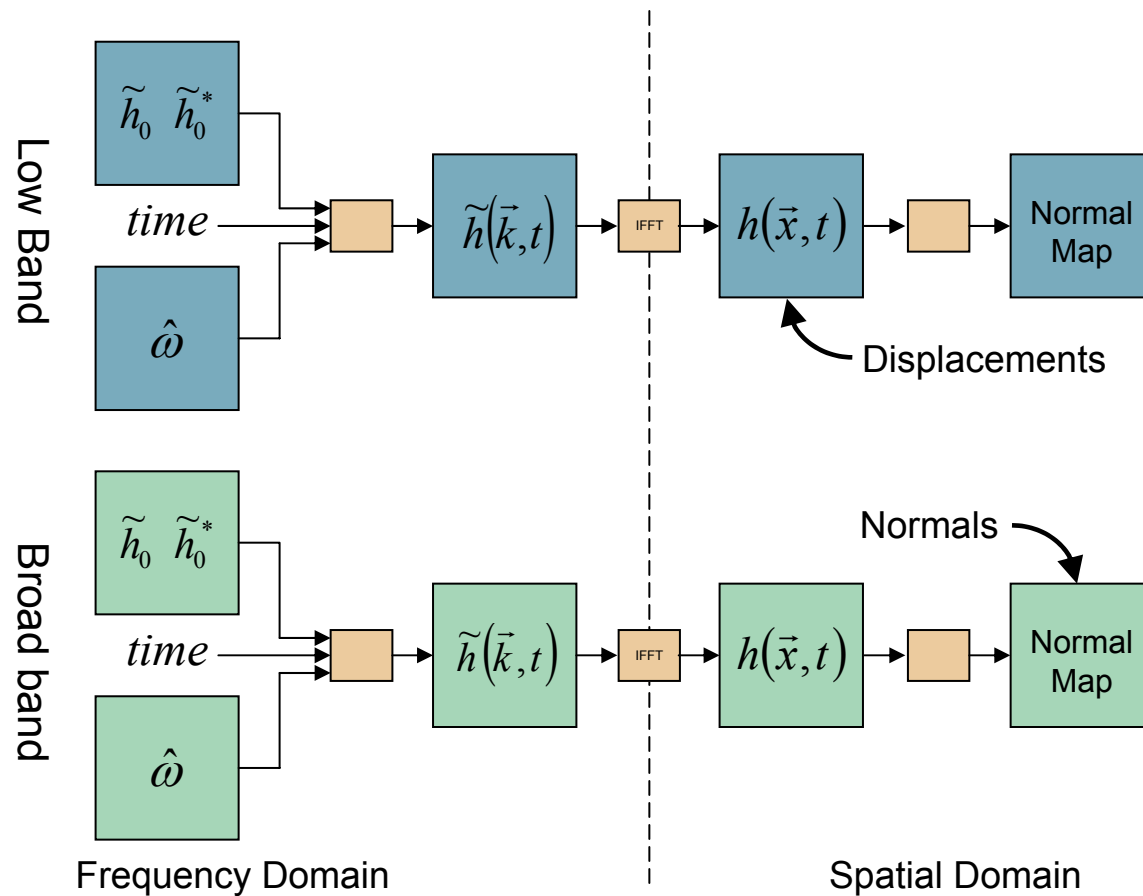 Low Band
h̃₀ h̃₀*
time
ω̂
h̃(k⃗,t)
IFFT
h(x⃗,t)
Normal
Map
Displacements
Broad band
h̃₀ h̃₀*
time
ω̂
h̃(k⃗,t)
IFFT
h(x⃗,t)
Normals
Normal
Map
Frequency Domain
Spatial Domain